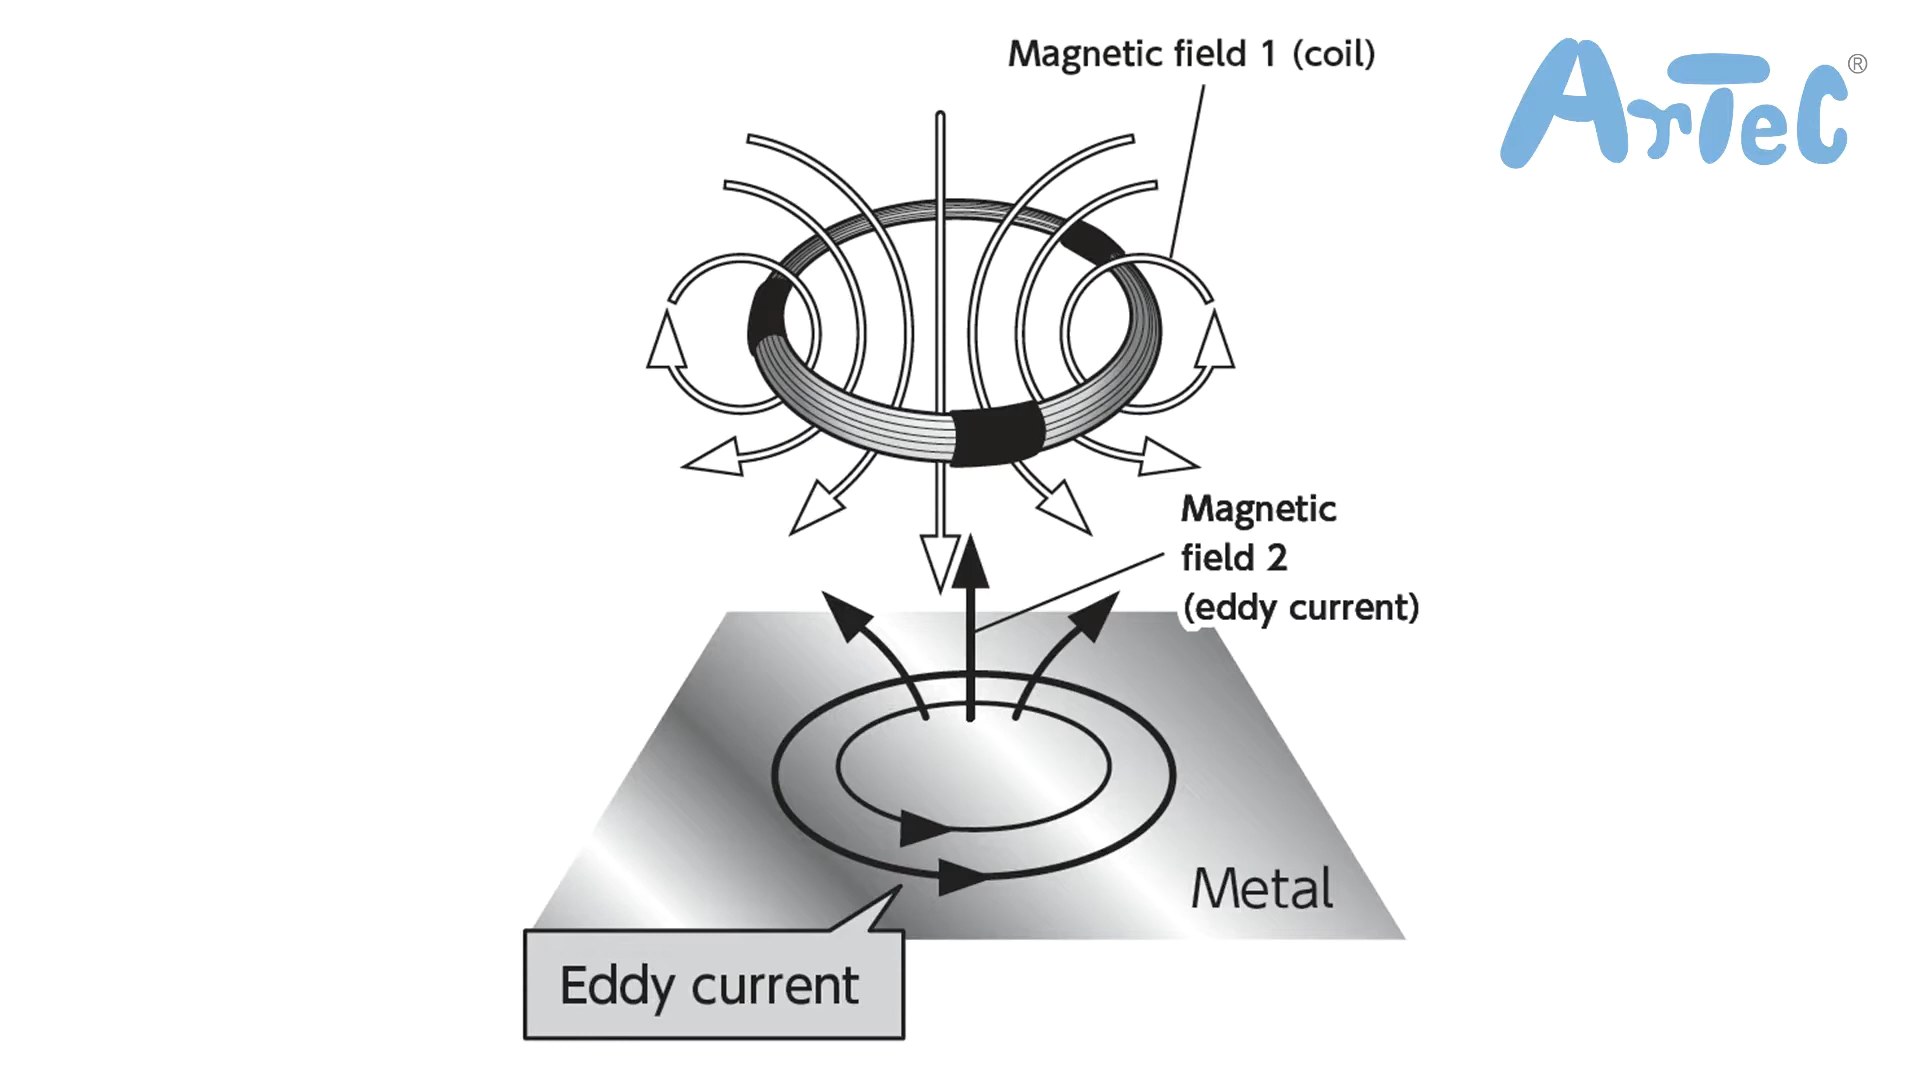 Magnetic field 1 (coil)
ArTeC®
Magnetic
field 2
(eddy current)
Metal
Eddy current